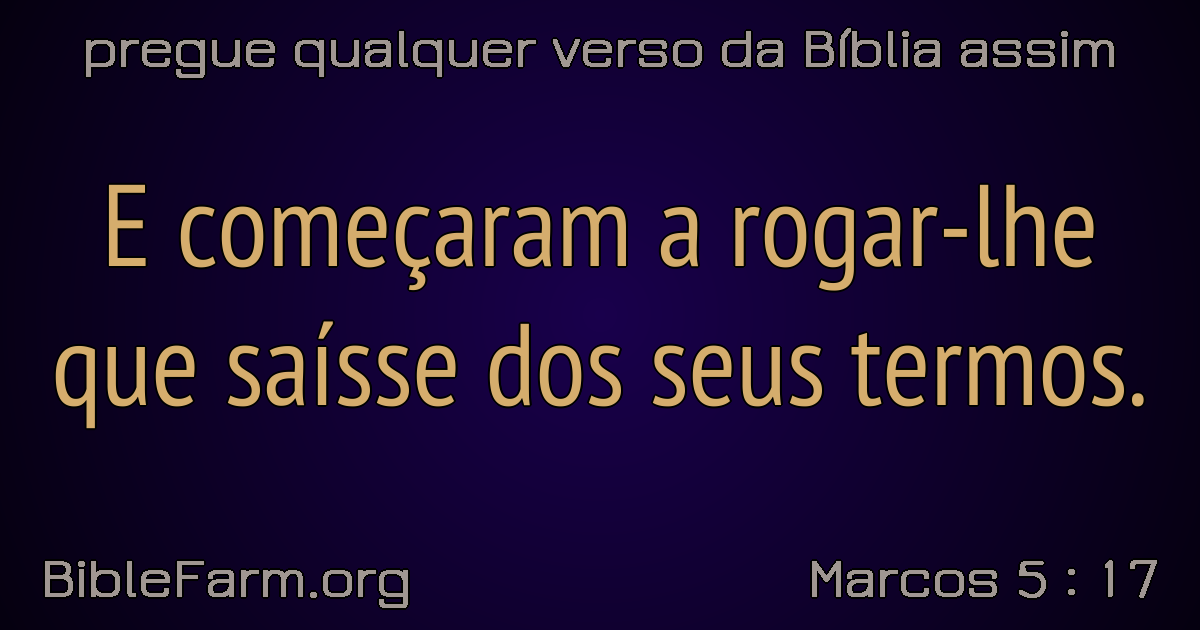 pregue qualquer verso da Bíblia assim
E começaram a rogar-lhe
que saísse dos seus termos.
BibleFarm.org
Marcos 5 : 17